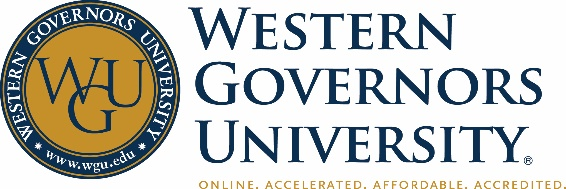 WESTERN GOVERNORS UNIVERSITY
WGU
www.wgu.edu
WESTERN
GOVERNORS
UNIVERSITY®
ONLINE. ACCELERATED. AFFORDABLE. ACCREDITED.